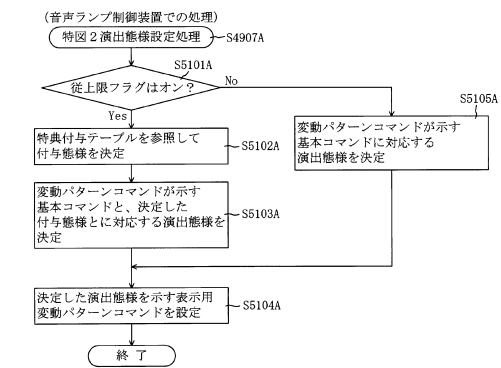 (音声ランプ制御装置での処理)
特図2演出態様設定処理
S4907A
S5101A
従上限フラグはオン?
No
Yes
S5105A
変動パターンコマンドが示す
基本コマンドに対応する
演出態様を決定
特典付与テーブルを参照して
付与態様を決定
S5102A
変動パターンコマンドが示す
基本コマンドと、決定した
付与態様とに対応する演出態様を
決定
S5103A
決定した演出態様を示す表示用
変動パターンコマンドを設定
S5104A
終了